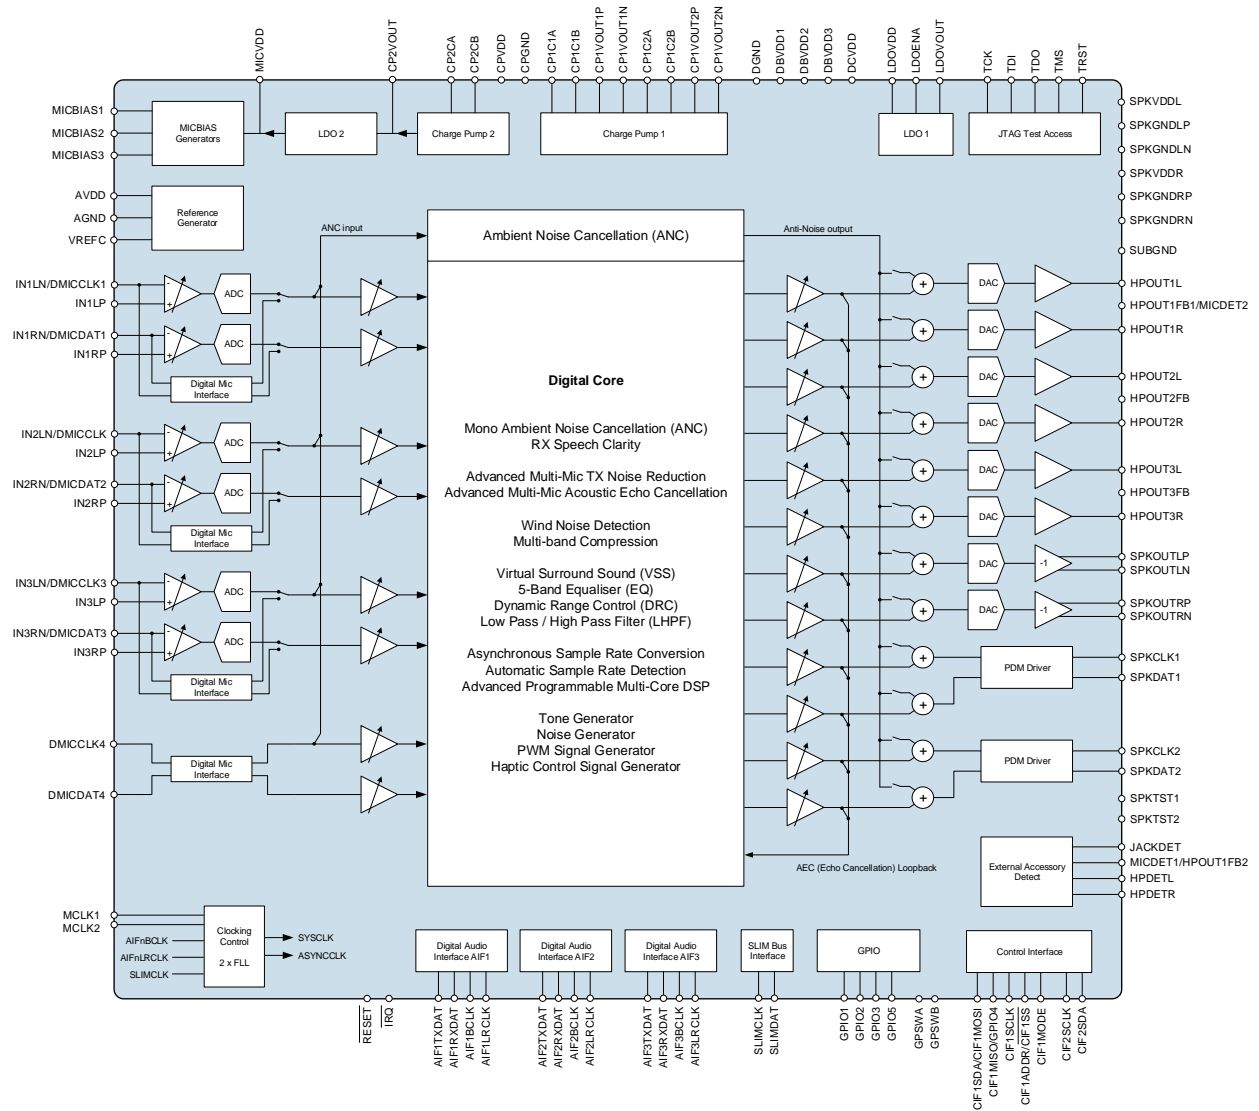 MICVDD
CP2VOUT
CP2CA
CP2CB
CPVDD
CPGND
CP1C1A
CP1C1B
CP1VOUT1P
CP1VOUT1N
CP1C2A
CP1C2B
CP1VOUT2P
CP1VOUT2N
DGND
DBVDD1
DBVDD2
DBVDD3
DCVDD
LDOVDD
LDOENA
LDOVOUT
TCK
TDI
TDO
TMS
TRST
MICBIAS1
MICBIAS2
MICBIAS3
MICBIAS
Generators
LDO 2
Charge Pump 2
Charge Pump 1
LDO 1
JTAG Test Access
SPKVDDL
SPKGNDLP
SPKGNDLN
SPKVDDR
SPKGNDRP
SPKGNDRN
SUBGND
AVDD
AGND
VREFC
Reference
Generator
ANC input
Ambient Noise Cancellation (ANC)
Anti-Noise output
IN1LN/DMICCLK1
IN1LP
-
+
ADC
IN1RN/DMICDAT1
IN1RP
-
+
ADC
Digital Mic
Interface
IN2LN/DMICCLK
IN2LP
-
+
ADC
IN2RN/DMICDAT2
IN2RP
-
+
ADC
Digital Mic
Interface
IN3LN/DMICCLK3
IN3LP
-
+
ADC
IN3RN/DMICDAT3
IN3RP
-
+
ADC
Digital Mic
Interface
DMICCLK4
DMICDAT4
Digital Mic
Interface
Digital Core
Mono Ambient Noise Cancellation (ANC)
RX Speech Clarity
Advanced Multi-Mic TX Noise Reduction
Advanced Multi-Mic Acoustic Echo Cancellation
Wind Noise Detection
Multi-band Compression
Virtual Surround Sound (VSS)
5-Band Equaliser (EQ)
Dynamic Range Control (DRC)
Low Pass / High Pass Filter (LHPF)
Asynchronous Sample Rate Conversion
Automatic Sample Rate Detection
Advanced Programmable Multi-Core DSP
Tone Generator
Noise Generator
PWM Signal Generator
Haptic Control Signal Generator
+
DAC
HPOUT1L
HPOUT1FB1/MICDET2
+
DAC
HPOUT1R
+
DAC
HPOUT2L
HPOUT2FB
+
DAC
HPOUT2R
+
DAC
HPOUT3L
HPOUT3FB
+
DAC
HPOUT3R
+
DAC
-1
SPKOUTLP
SPKOUTLN
+
DAC
-1
SPKOUTRP
SPKOUTRN
+
+
PDM Driver
SPKCLK1
SPKDAT1
+
+
PDM Driver
SPKCLK2
SPKDAT2
SPKTST1
SPKTST2
AEC (Echo Cancellation) Loopback
External Accessory
Detect
JACKDET
MICDET1/HPOUT1FB2
HPDETL
HPDETR
MCLK1
MCLK2
AIFnBCLK
AIFnLRCLK
SLIMCLK
Clocking
Control
2 x FLL
SYSCLK
ASYNCCLK
Digital Audio
Interface AIF1
Digital Audio
Interface AIF2
Digital Audio
Interface AIF3
SLIM Bus
Interface
GPIO
Control Interface
RESET
IRQ
AIF1TXDAT
AIF1RXDAT
AIF1BCLK
AIF1LRCLK
AIF2TXDAT
AIF2RXDAT
AIF2BCLK
AIF2LRCLK
AIF3TXDAT
AIF3RXDAT
AIF3BCLK
AIF3LRCLK
SLIMCLK
SLIMDAT
GPIO1
GPIO2
GPIO3
GPIO5
GPSWA
GPSWB
CIF1SDA/CIF1MOSI
CIF1MISO/GPIO4
CIF1SCLK
CIF1ADDR/CIF1SS
CIF1MODE
CIF2SCLK
CIF2SDA